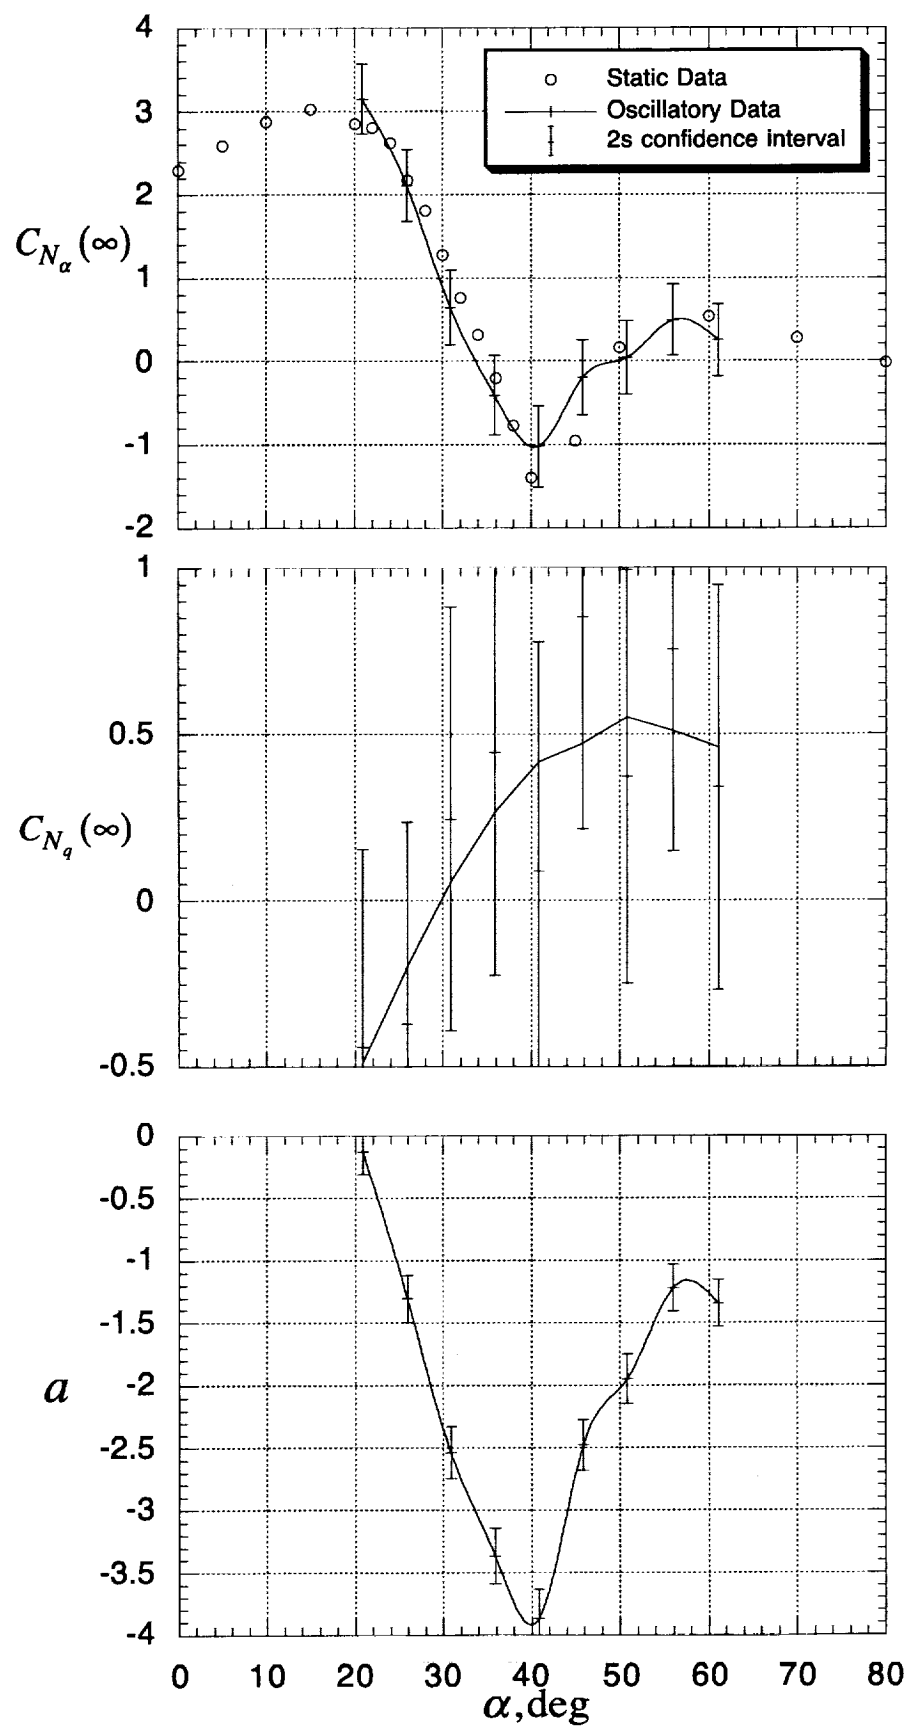 4
3
2
1
0
-1
-2
C_{N_α}(∞)
Static Data
Oscillatory Data
2s confidence interval
1
0.5
0
-0.5
C_{N_q}(∞)
0
-0.5
-1
-1.5
-2
-2.5
-3
-3.5
-4
a
0 10 20 30 40 50 60 70 80
α,deg